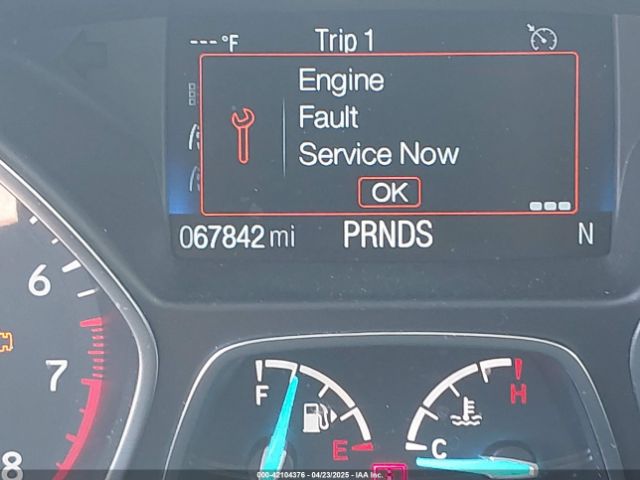 --- °F
Trip 1
Engine
Fault
Service Now
OK
067842 mi
PRNDS
N
6
7
8
F
E
H
C
000-42104376 - 04/23/2025 - IAA Inc.